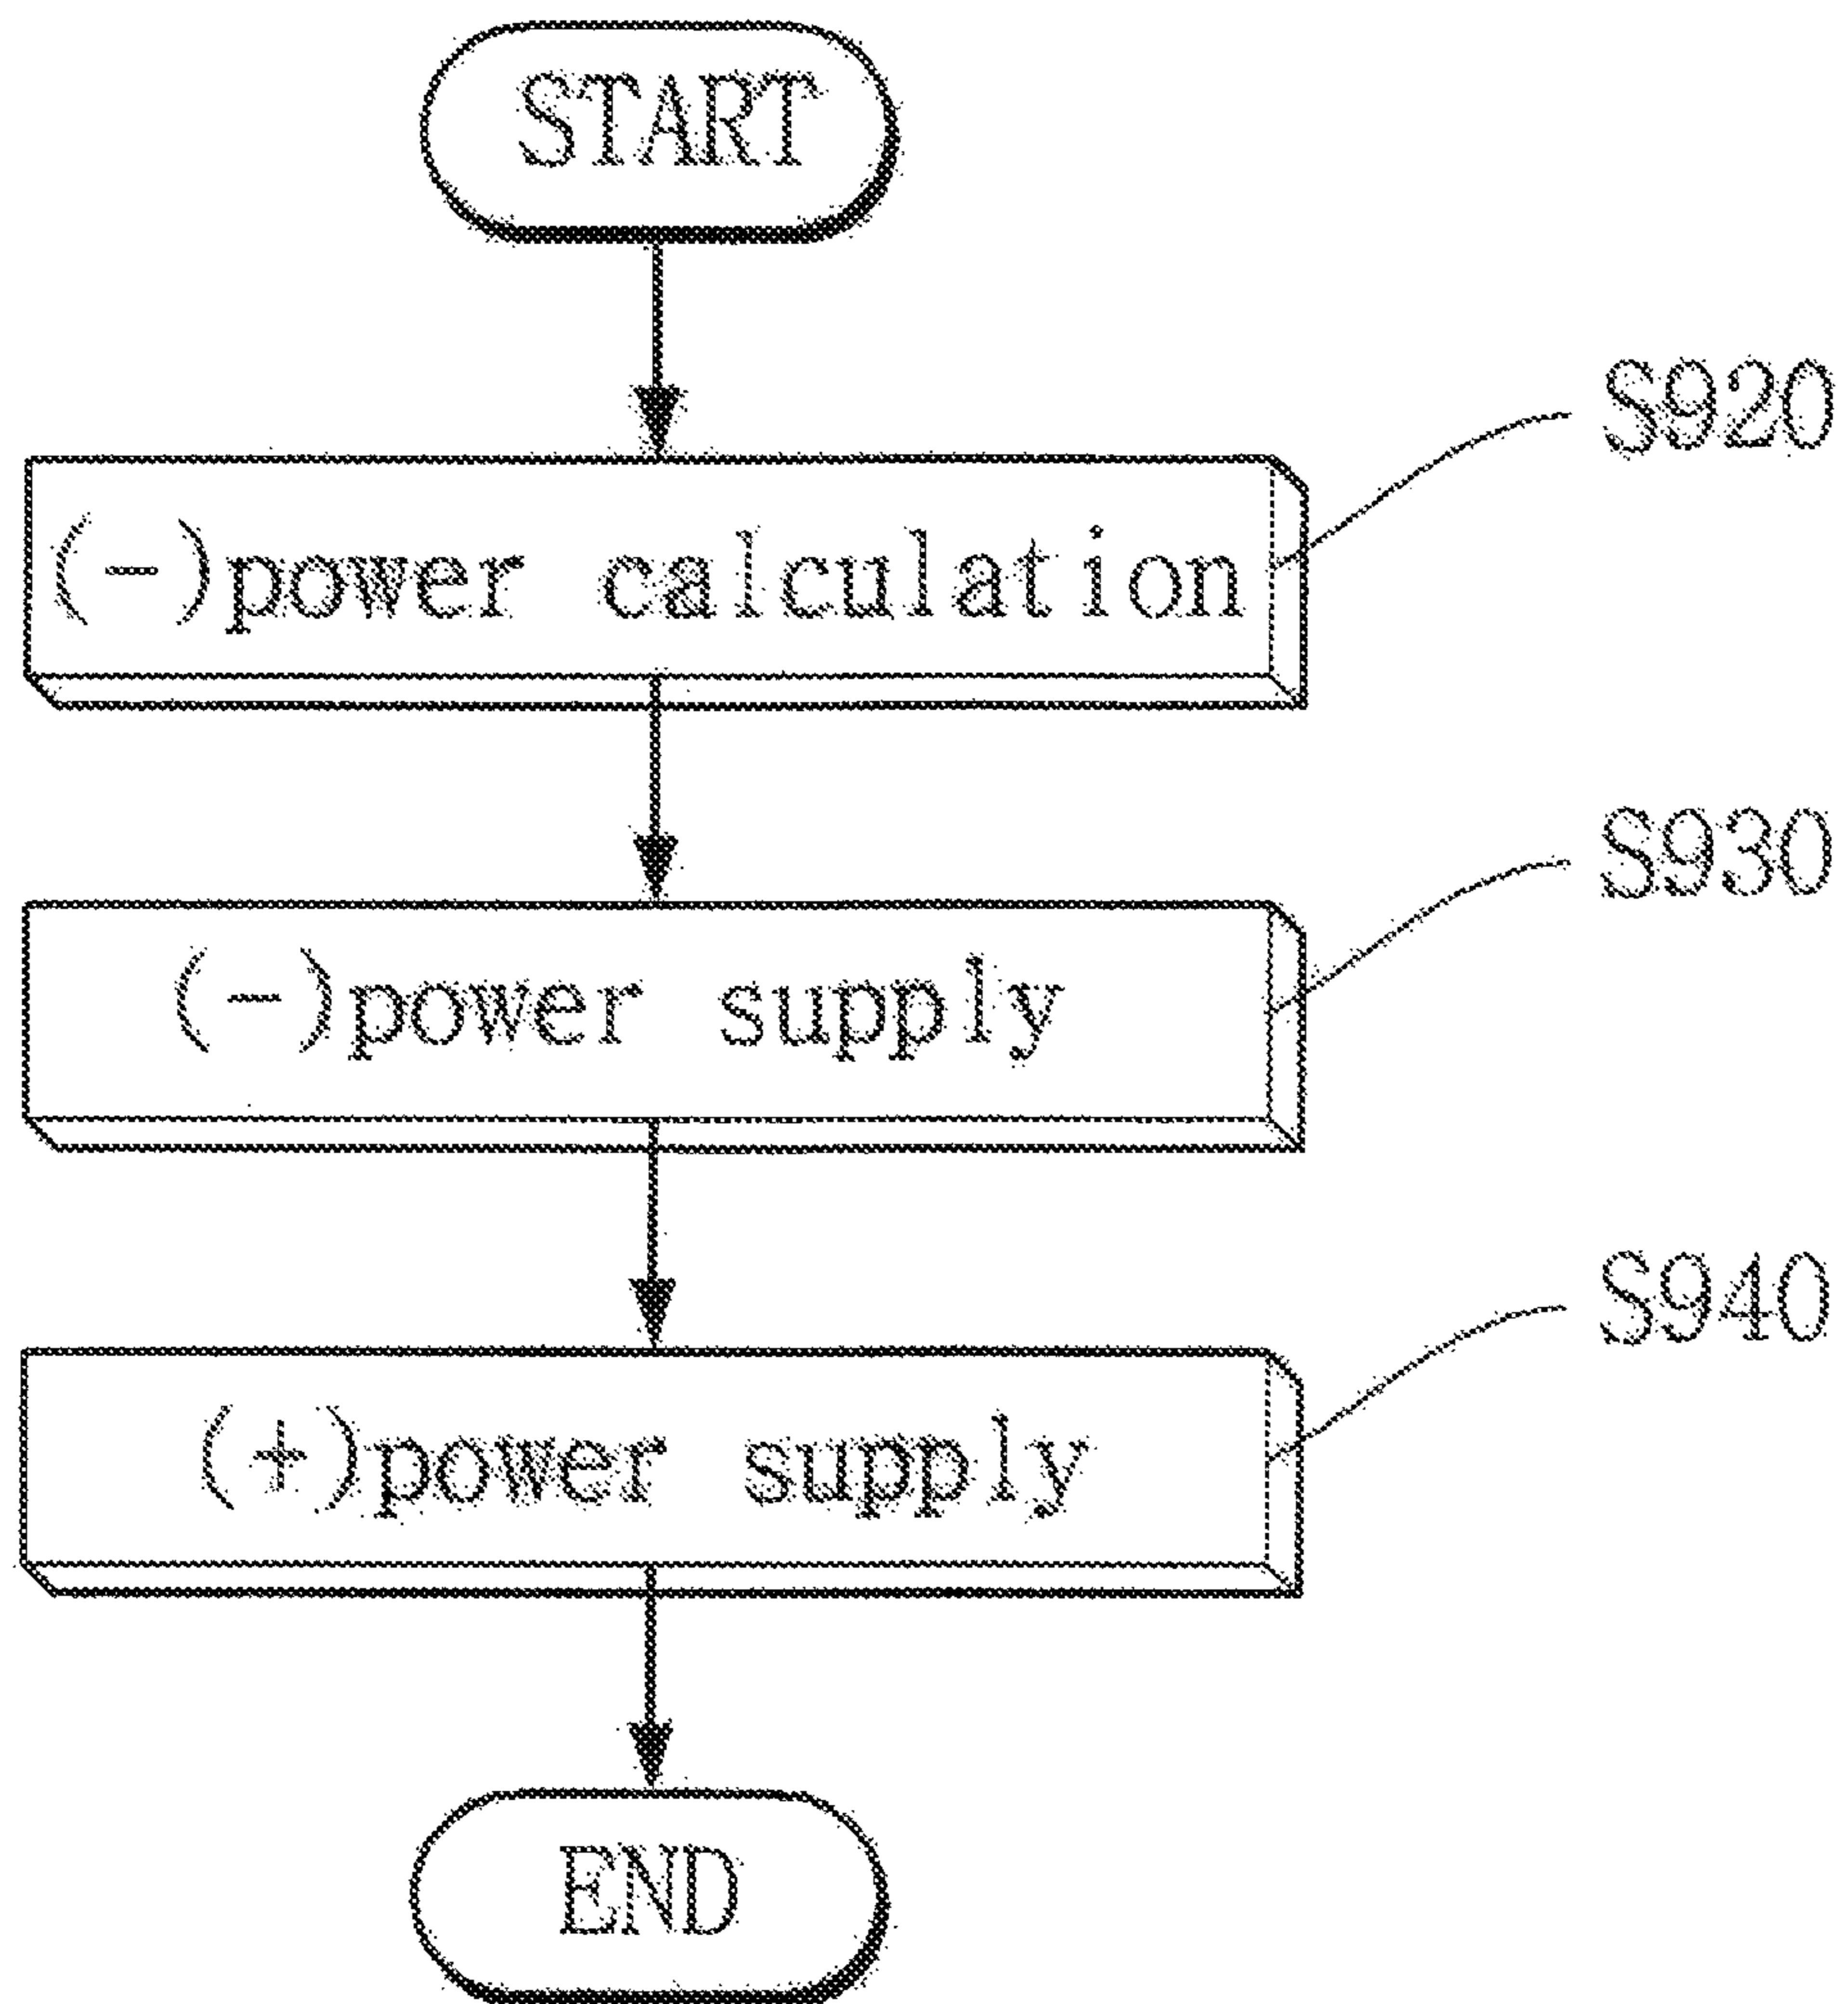 START
S920
(-)power calculation
S930
(-)power supply
S940
(+)power supply
END